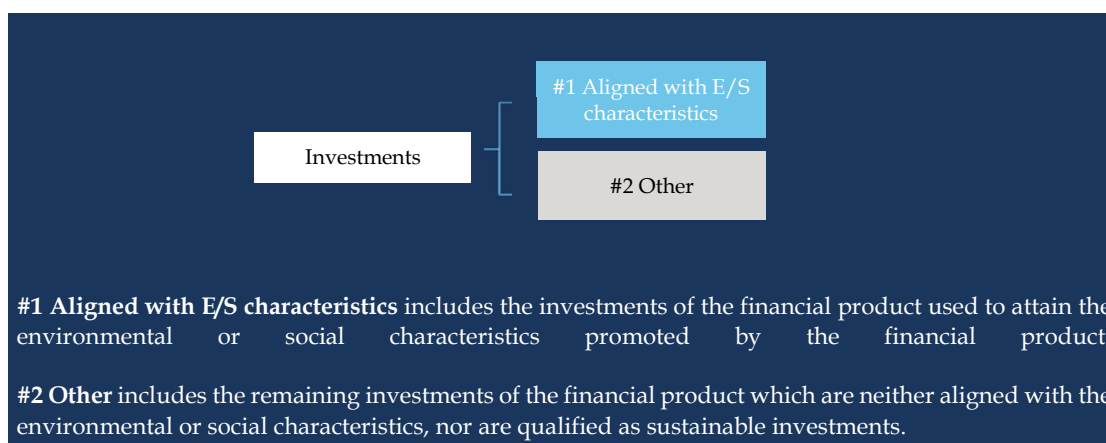 #1 Aligned with E/S
characteristics
Investments
#2 Other
#1 Aligned with E/S characteristics includes the investments of the financial product used to attain the
environmental or social characteristics promoted by the financial product
#2 Other includes the remaining investments of the financial product which are neither aligned with the
environmental or social characteristics, nor are qualified as sustainable investments.